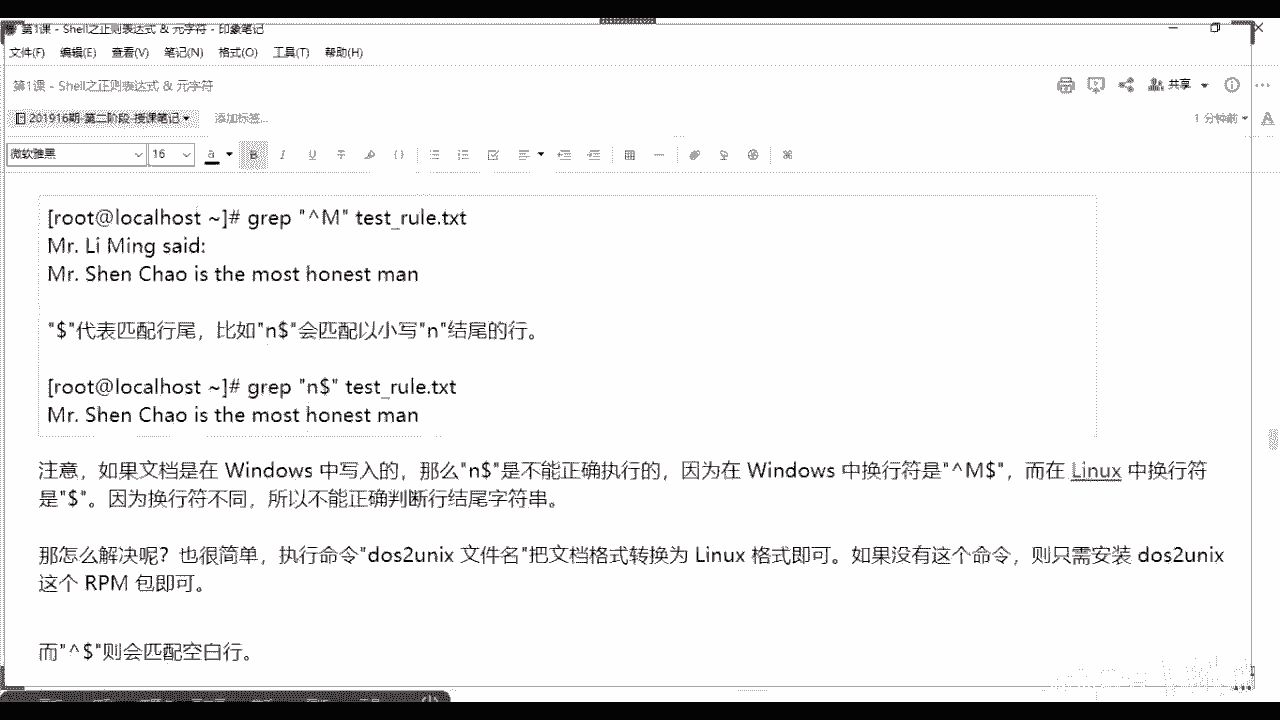 第1课 - Shell之正则表达式 & 元字符 - 印象笔记
文件(F) 编辑(E) 查看(V) 笔记(N) 格式(O) 工具(T) 帮助(H)
第1课 - Shell之正则表达式 & 元字符
共享
201916期-第二阶段-授课笔记
添加标签...
1 分钟前
微软雅黑 16
[root@localhost ~]# grep "^M" test_rule.txt
Mr. Li Ming said:
Mr. Shen Chao is the most honest man
"$"代表匹配行尾，比如"n$"会匹配以小写"n"结尾的行。
[root@localhost ~]# grep "n$" test_rule.txt
Mr. Shen Chao is the most honest man
注意，如果文档是在 Windows 中写入的，那么"n$"是不能正确执行的，因为在 Windows 中换行符是"^M$"，而在 Linux 中换行符
是"$"。因为换行符不同，所以不能正确判断行结尾字符串。
那怎么解决呢？也很简单，执行命令"dos2unix 文件名"把文档格式转换为 Linux 格式即可。如果没有这个命令，则只需安装 dos2unix
这个 RPM 包即可。
而"^$"则会匹配空白行。